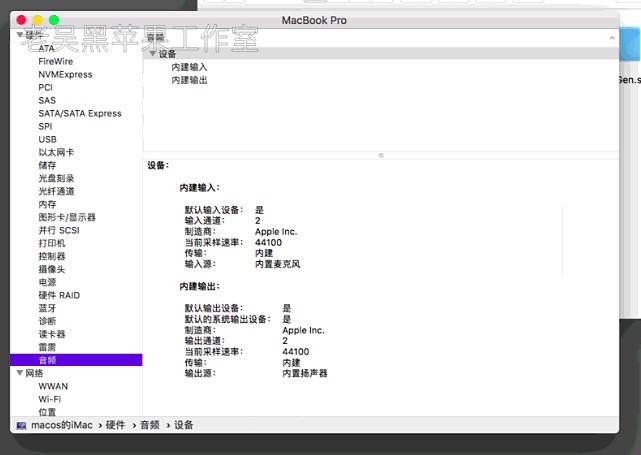 MacBook Pro
老吴黑苹果工作室
硬件
ATA
FireWire
NVMExpress
PCI
SAS
SATA/SATA Express
SPI
USB
以太网卡
储存
光盘刻录
光纤通道
内存
图形卡/显示器
并行 SCSI
打印机
控制器
摄像头
电源
硬件 RAID
蓝牙
诊断
读卡器
雷雳
音频
网络
WWAN
Wi-Fi
位置
音频
设备
内建输入
内建输出
Gen.s
设备：
内建输入：
默认输入设备： 是
输入通道： 2
制造商： Apple Inc.
当前采样速率： 44100
传输： 内建
输入源： 内置麦克风
内建输出：
默认输出设备： 是
默认的系统输出设备： 是
制造商： Apple Inc.
输出通道： 2
当前采样速率： 44100
传输： 内建
输出源： 内置扬声器
macos的iMac › 硬件 › 音频 › 设备